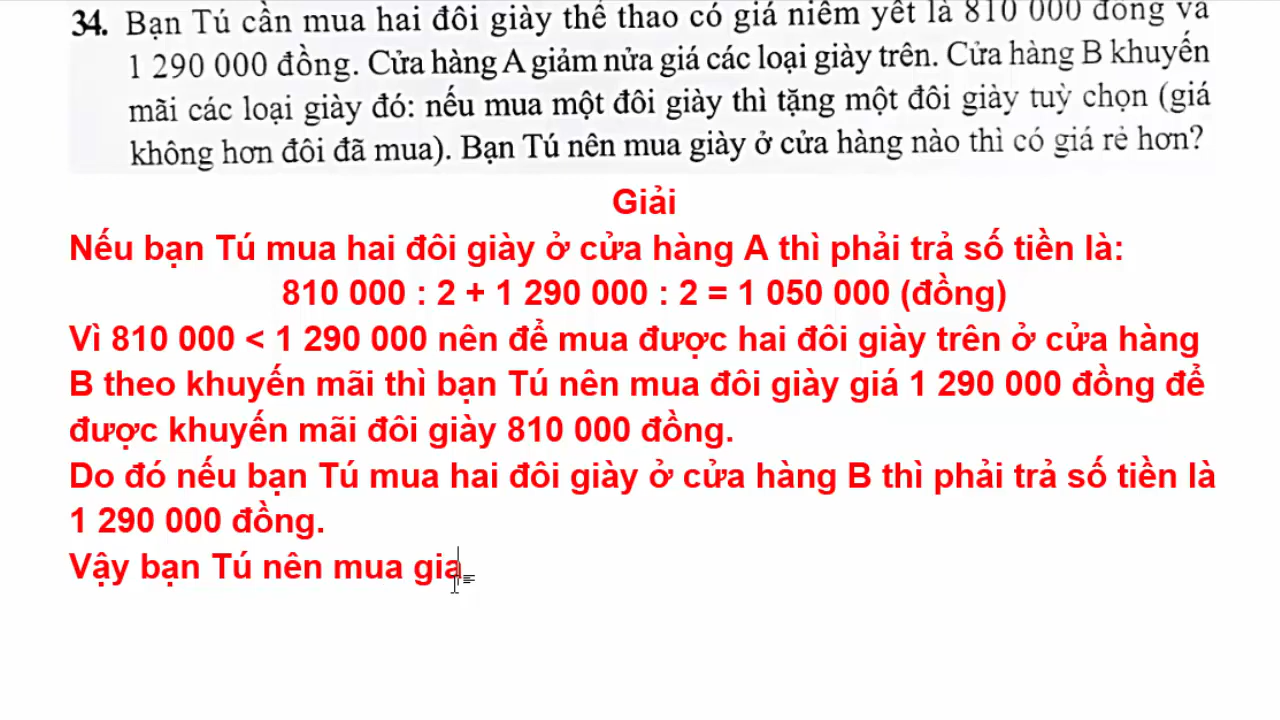 34. Bạn Tú cần mua hai đôi giày thể thao có giá niêm yết là 810 000 đồng và
1 290 000 đồng. Cửa hàng A giảm nửa giá các loại giày trên. Cửa hàng B khuyến
mãi các loại giày đó: nếu mua một đôi giày thì tặng một đôi giày tuỳ chọn (giá
không hơn đôi đã mua). Bạn Tú nên mua giày ở cửa hàng nào thì có giá rẻ hơn?
Giải
Nếu bạn Tú mua hai đôi giày ở cửa hàng A thì phải trả số tiền là:
810 000 : 2 + 1 290 000 : 2 = 1 050 000 (đồng)
Vì 810 000 < 1 290 000 nên để mua được hai đôi giày trên ở cửa hàng
B theo khuyến mãi thì bạn Tú nên mua đôi giày giá 1 290 000 đồng để
được khuyến mãi đôi giày 810 000 đồng.
Do đó nếu bạn Tú mua hai đôi giày ở cửa hàng B thì phải trả số tiền là
1 290 000 đồng.
Vậy bạn Tú nên mua gia